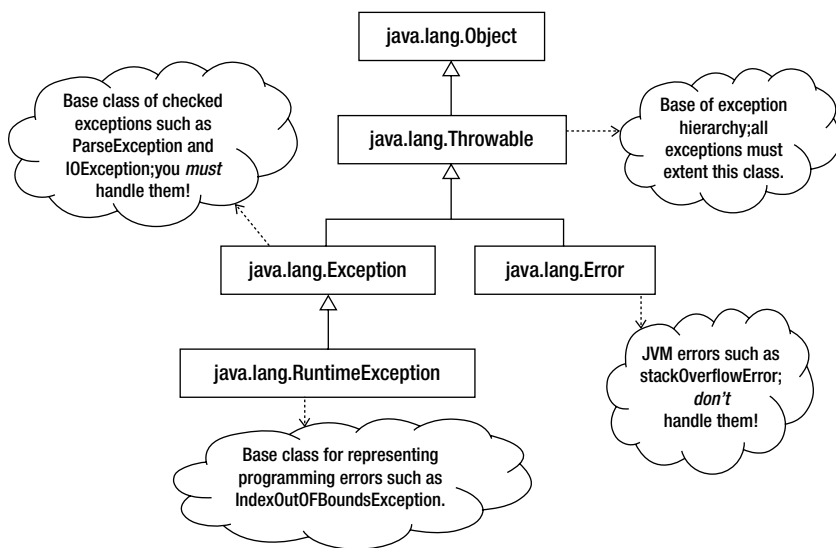 java.lang.Object
Base class of checked
exceptions such as
ParseException and
IOException;you must
handle them!
java.lang.Throwable
Base of exception
hierarchy;all
exceptions must
extent this class.
java.lang.Exception
java.lang.Error
java.lang.RuntimeException
JVM errors such as
stackOverflowError;
don't
handle them!
Base class for representing
programming errors such as
IndexOutOFBoundsException.